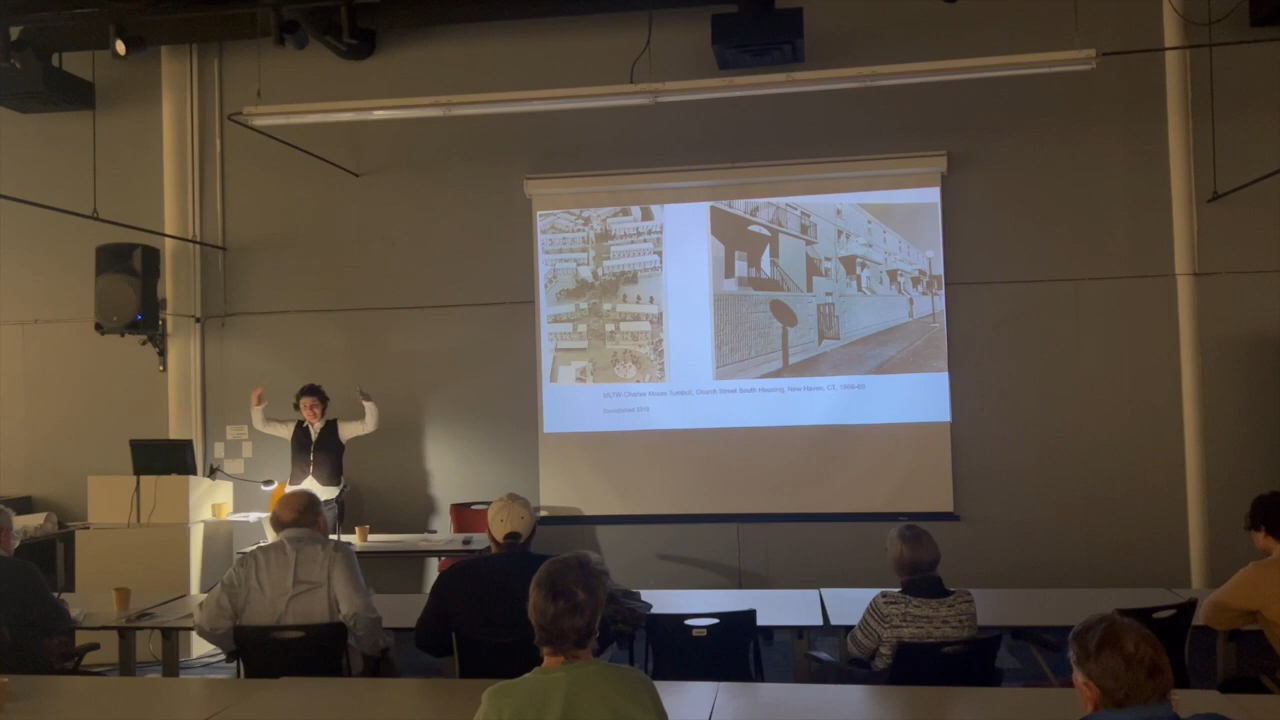 MLTW-Charles Moore Turnbull, Church Street South Housing, New Haven, CT, 1966-69
Demolished 2018